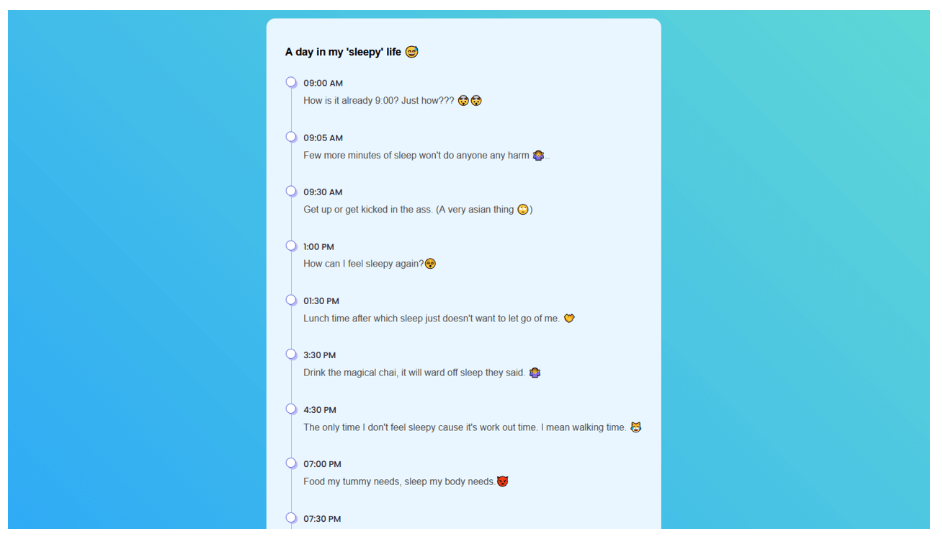 A day in my 'sleepy' life 😅
09:00 AM
How is it already 9:00? Just how??? 🤯🤯
09:05 AM
Few more minutes of sleep won't do anyone any harm 🤷‍♀️..
09:30 AM
Get up or get kicked in the ass. (A very asian thing 🙄)
1:00 PM
How can I feel sleepy again?😵
01:30 PM
Lunch time after which sleep just doesn't want to let go of me.
3:30 PM
Drink the magical chai, it will ward off sleep they said. 🤷‍♀️
4:30 PM
The only time I don't feel sleepy cause it's work out time. I mean walking time. 😹
07:00 PM
Food my tummy needs, sleep my body needs.👿
07:30 PM